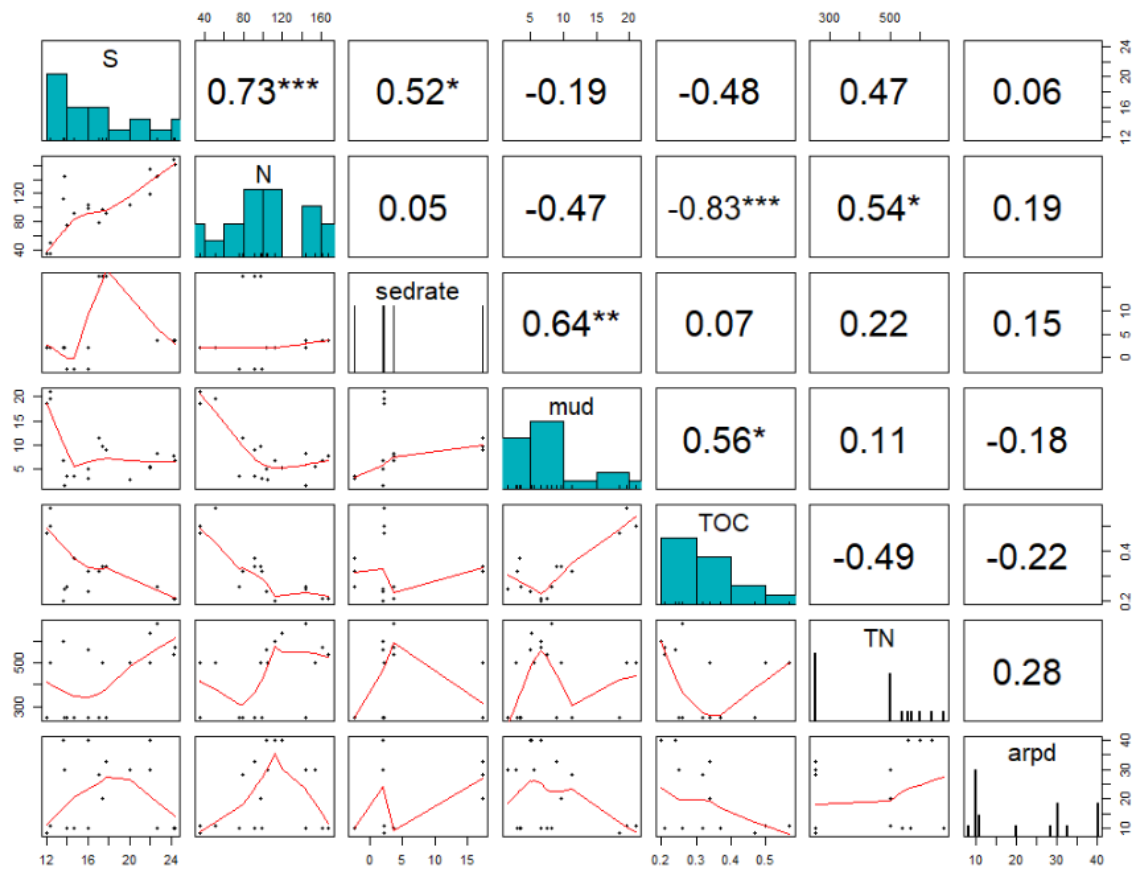 40 80 120 160 5 10 15 20 300 500
S 0.73*** 0.52* -0.19 -0.48 0.47 0.06 12 16 20 24
40 80 120 N 0.05 -0.47 -0.83*** 0.54* 0.19
sedrate 0.64** 0.07 0.22 0.15 0 5 10
5 10 15 20 mud 0.56* 0.11 -0.18
TOC -0.49 -0.22 0.2 0.4
300 500 TN 0.28
arpd 10 20 30 40
12 16 20 24 0 5 15 0.2 0.3 0.4 0.5 10 20 30 40